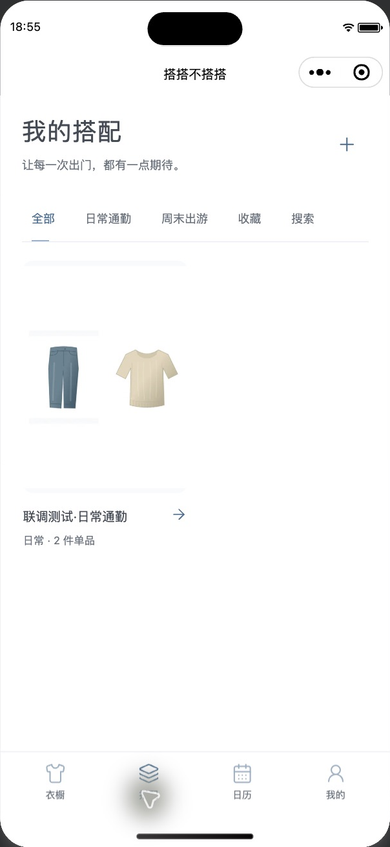 18:55
搭搭不搭搭
我的搭配
让每一次出门，都有一点期待。
全部 日常通勤 周末出游 收藏 搜索
联调测试·日常通勤
日常 · 2 件单品
衣橱 日历 我的